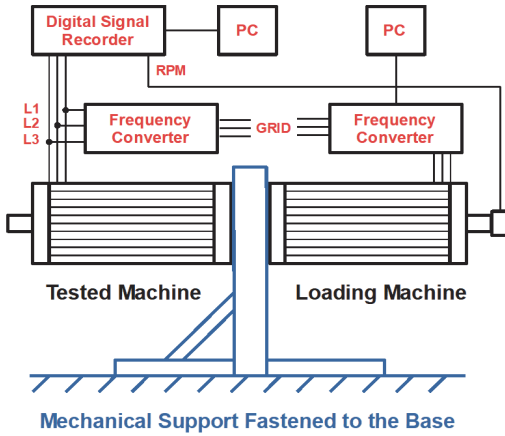 Digital Signal
Recorder
PC
PC
RPM
L1
L2
L3
Frequency
Converter
GRID
Frequency
Converter
Tested Machine
Loading Machine
Mechanical Support Fastened to the Base